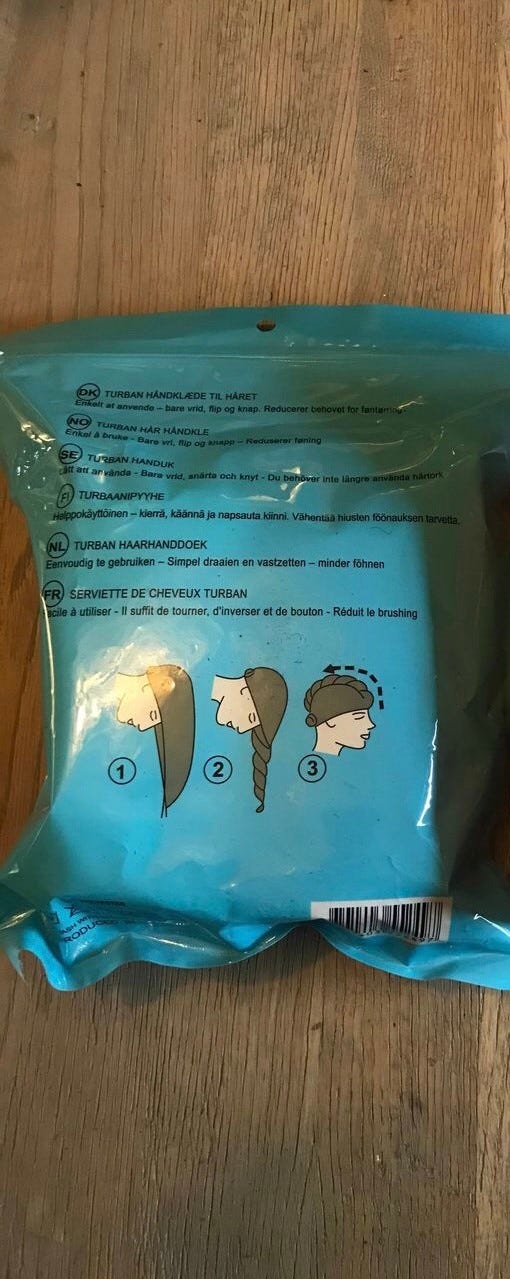 DK TURBAN HÅNDKLÆDE TIL HÅRET
Enkelt at anvende – bare vrid, flip og knap. Reducerer behovet for
NO TURBAN HÅR HÅNDKLE
Enkel å bruke - Bare vri, flip og snapp – Reduserer føning
SE TURBAN HANDUK
Lätt att använda - Bara vrid, snärta och knyt - Du behöver inte längre använda hårtork
FI TURBAANIPYYHE
Helppokäyttöinen – kierrä, käännä ja napsauta kiinni. Vähentää hiusten föönauksen tarvetta.
NL TURBAN HAARHANDDOEK
Eenvoudig te gebruiken – Simpel draaien en vastzetten – minder föhnen
FR SERVIETTE DE CHEVEUX TURBAN
Facile à utiliser - Il suffit de tourner, d'inverser et de bouton - Réduit le brushing
1 2 3